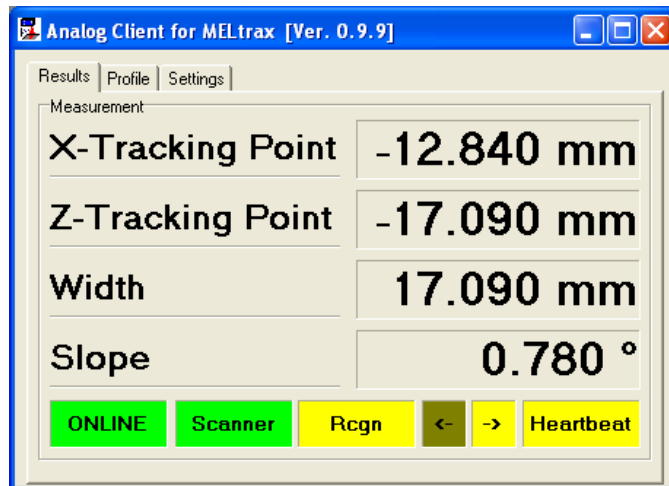 Analog Client for MELtrax [Ver. 0.9.9]
Results Profile Settings
Measurement
X-Tracking Point -12.840 mm
Z-Tracking Point -17.090 mm
Width 17.090 mm
Slope 0.780 °
ONLINE Scanner Rcgn <- -> Heartbeat